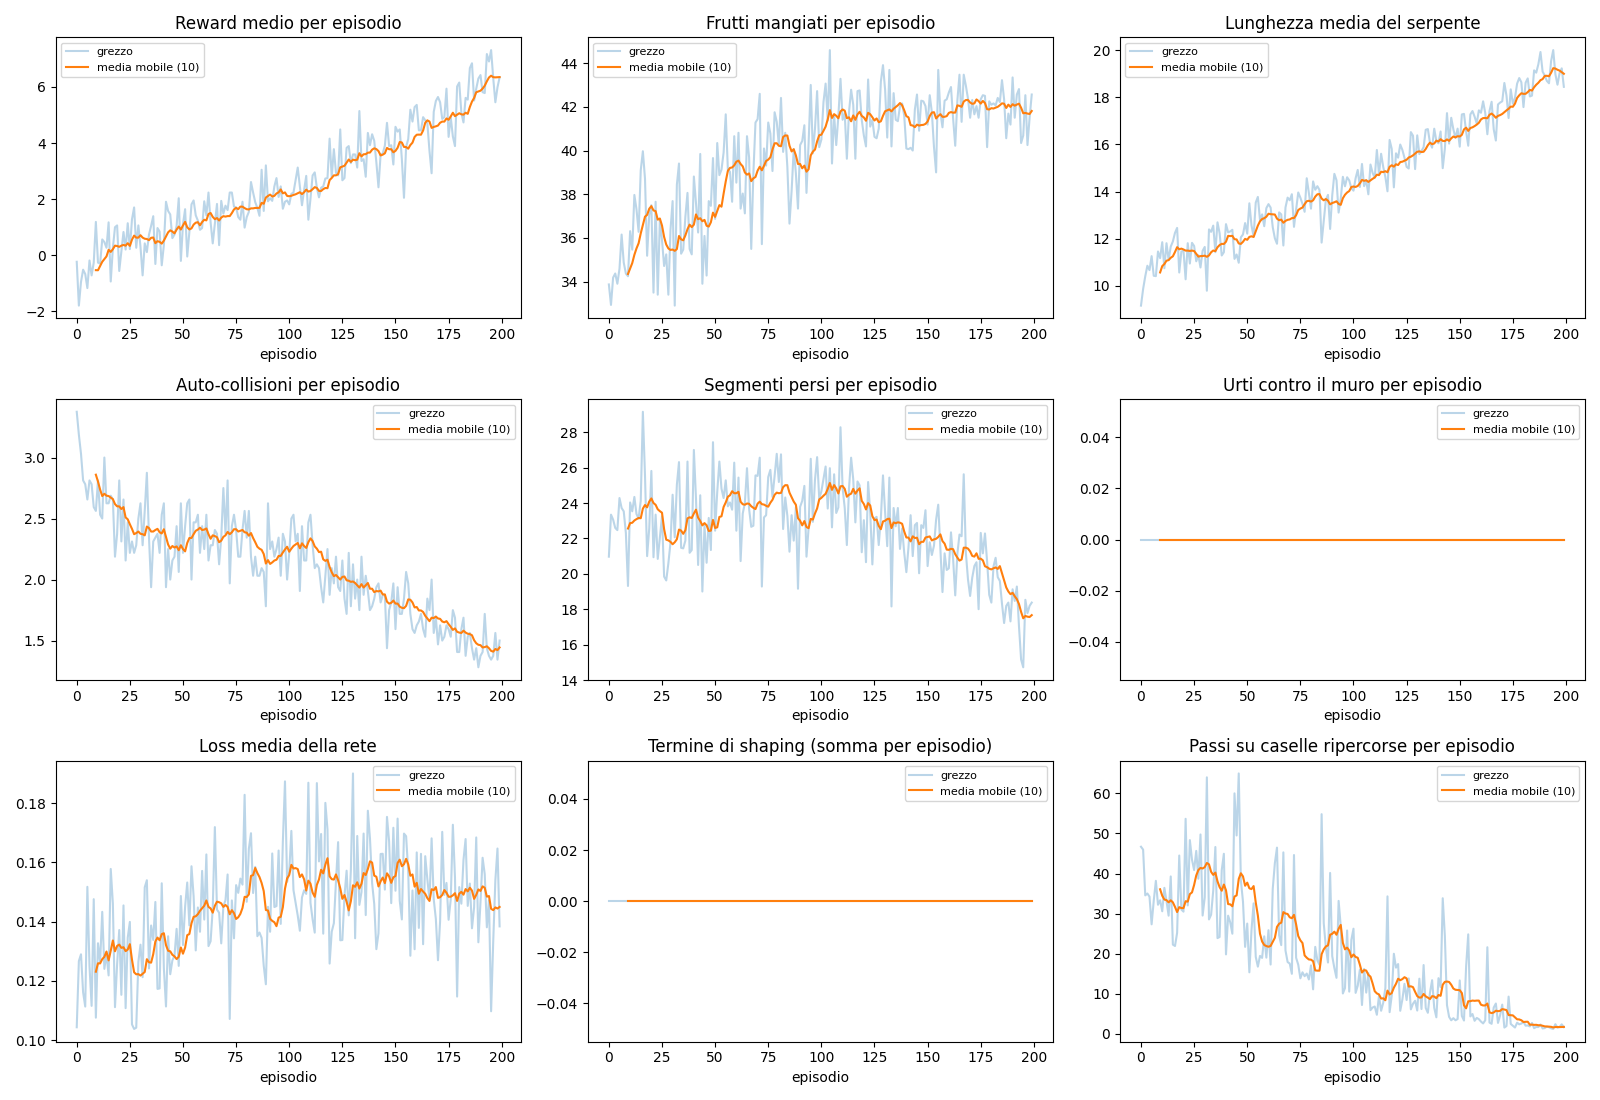 Reward medio per episodio
grezzo
media mobile (10)
6
4
2
0
−2
0 25 50 75 100 125 150 175 200
episodio
Frutti mangiati per episodio
grezzo
media mobile (10)
44
42
40
38
36
34
0 25 50 75 100 125 150 175 200
episodio
Lunghezza media del serpente
grezzo
media mobile (10)
20
18
16
14
12
10
0 25 50 75 100 125 150 175 200
episodio
Auto-collisioni per episodio
grezzo
media mobile (10)
3.0
2.5
2.0
1.5
0 25 50 75 100 125 150 175 200
episodio
Segmenti persi per episodio
grezzo
media mobile (10)
28
26
24
22
20
18
16
14
0 25 50 75 100 125 150 175 200
episodio
Urti contro il muro per episodio
grezzo
media mobile (10)
0.04
0.02
0.00
−0.02
−0.04
0 25 50 75 100 125 150 175 200
episodio
Loss media della rete
grezzo
media mobile (10)
0.18
0.16
0.14
0.12
0.10
0 25 50 75 100 125 150 175 200
episodio
Termine di shaping (somma per episodio)
grezzo
media mobile (10)
0.04
0.02
0.00
−0.02
−0.04
0 25 50 75 100 125 150 175 200
episodio
Passi su caselle ripercorse per episodio
grezzo
media mobile (10)
60
50
40
30
20
10
0
0 25 50 75 100 125 150 175 200
episodio